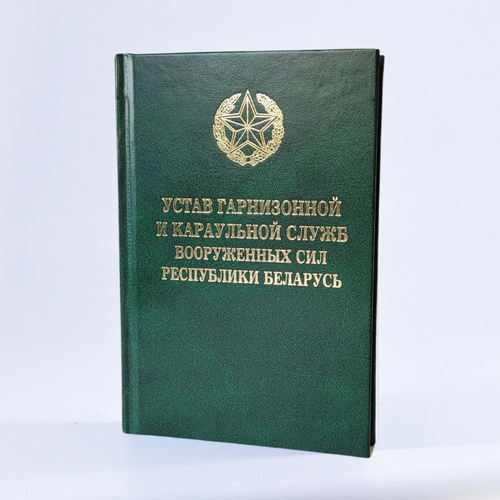 УСТАВ ГАРНИЗОННОЙ
И КАРАУЛЬНОЙ СЛУЖБ
ВООРУЖЕННЫХ СИЛ
РЕСПУБЛИКИ БЕЛАРУСЬ